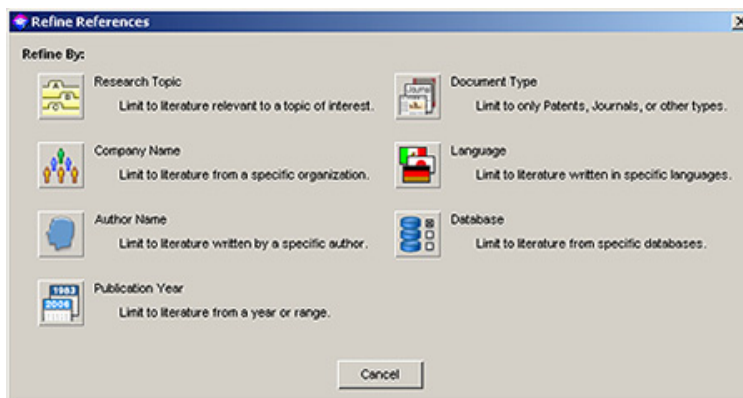 Refine References
Refine By:
Research Topic
Limit to literature relevant to a topic of interest.
Company Name
Limit to literature from a specific organization.
Author Name
Limit to literature written by a specific author.
Publication Year
Limit to literature from a year or range.
Document Type
Limit to only Patents, Journals, or other types.
Language
Limit to literature written in specific languages.
Database
Limit to literature from specific databases.
A
B
C
Journal
1983
2006
Cancel